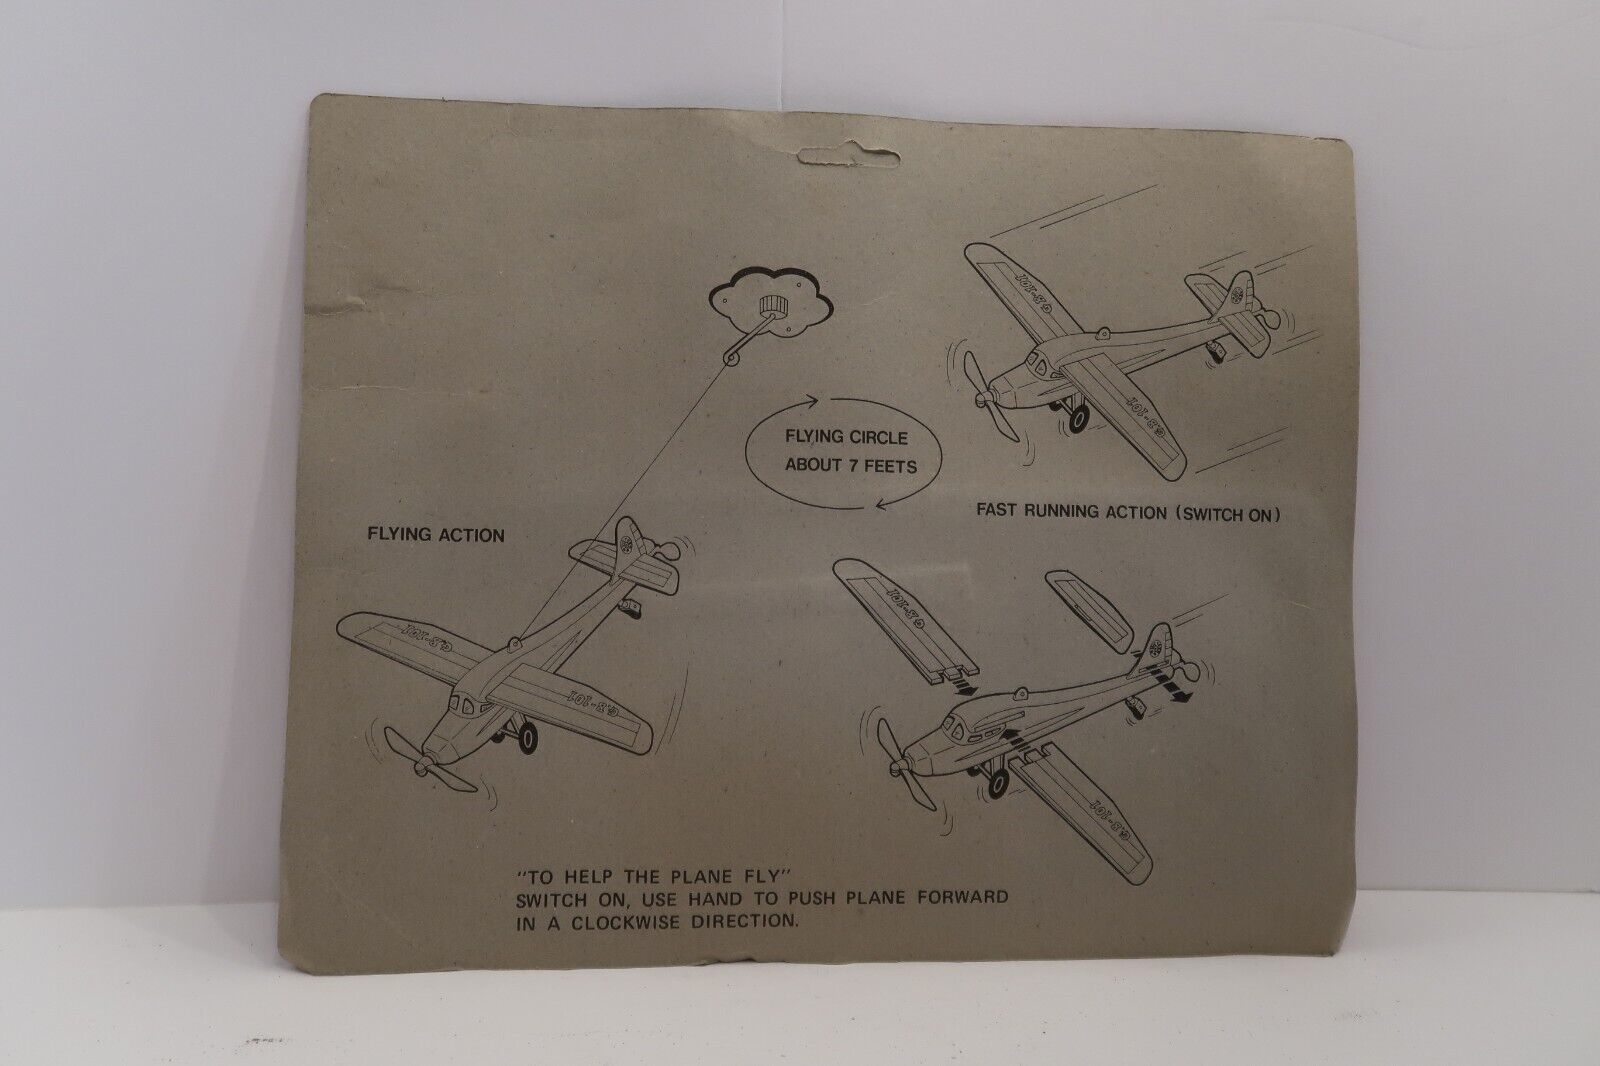 FLYING CIRCLE
ABOUT 7 FEETS
FAST RUNNING ACTION (SWITCH ON)
FLYING ACTION
"TO HELP THE PLANE FLY"
SWITCH ON, USE HAND TO PUSH PLANE FORWARD
IN A CLOCKWISE DIRECTION.